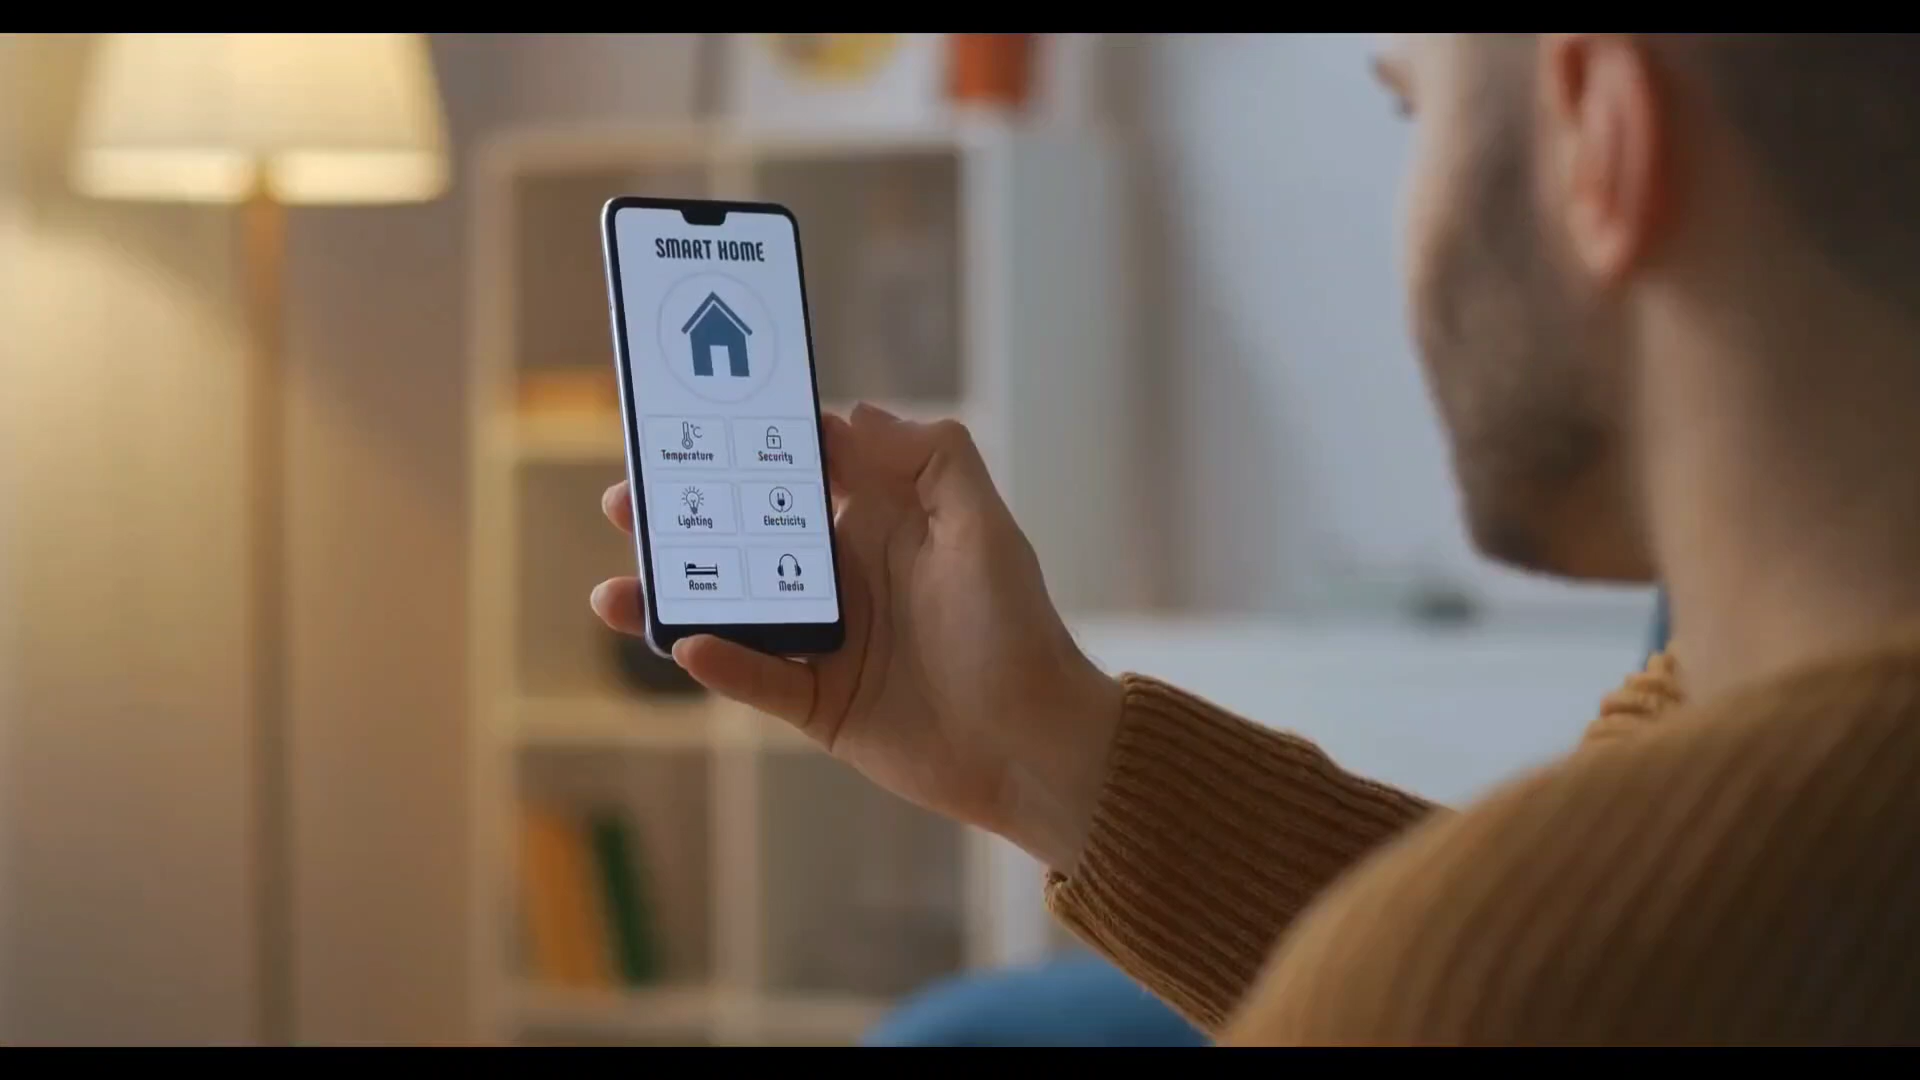 SMART HOME
°C
Temperature
Security
Lighting
Electricity
Rooms
Media